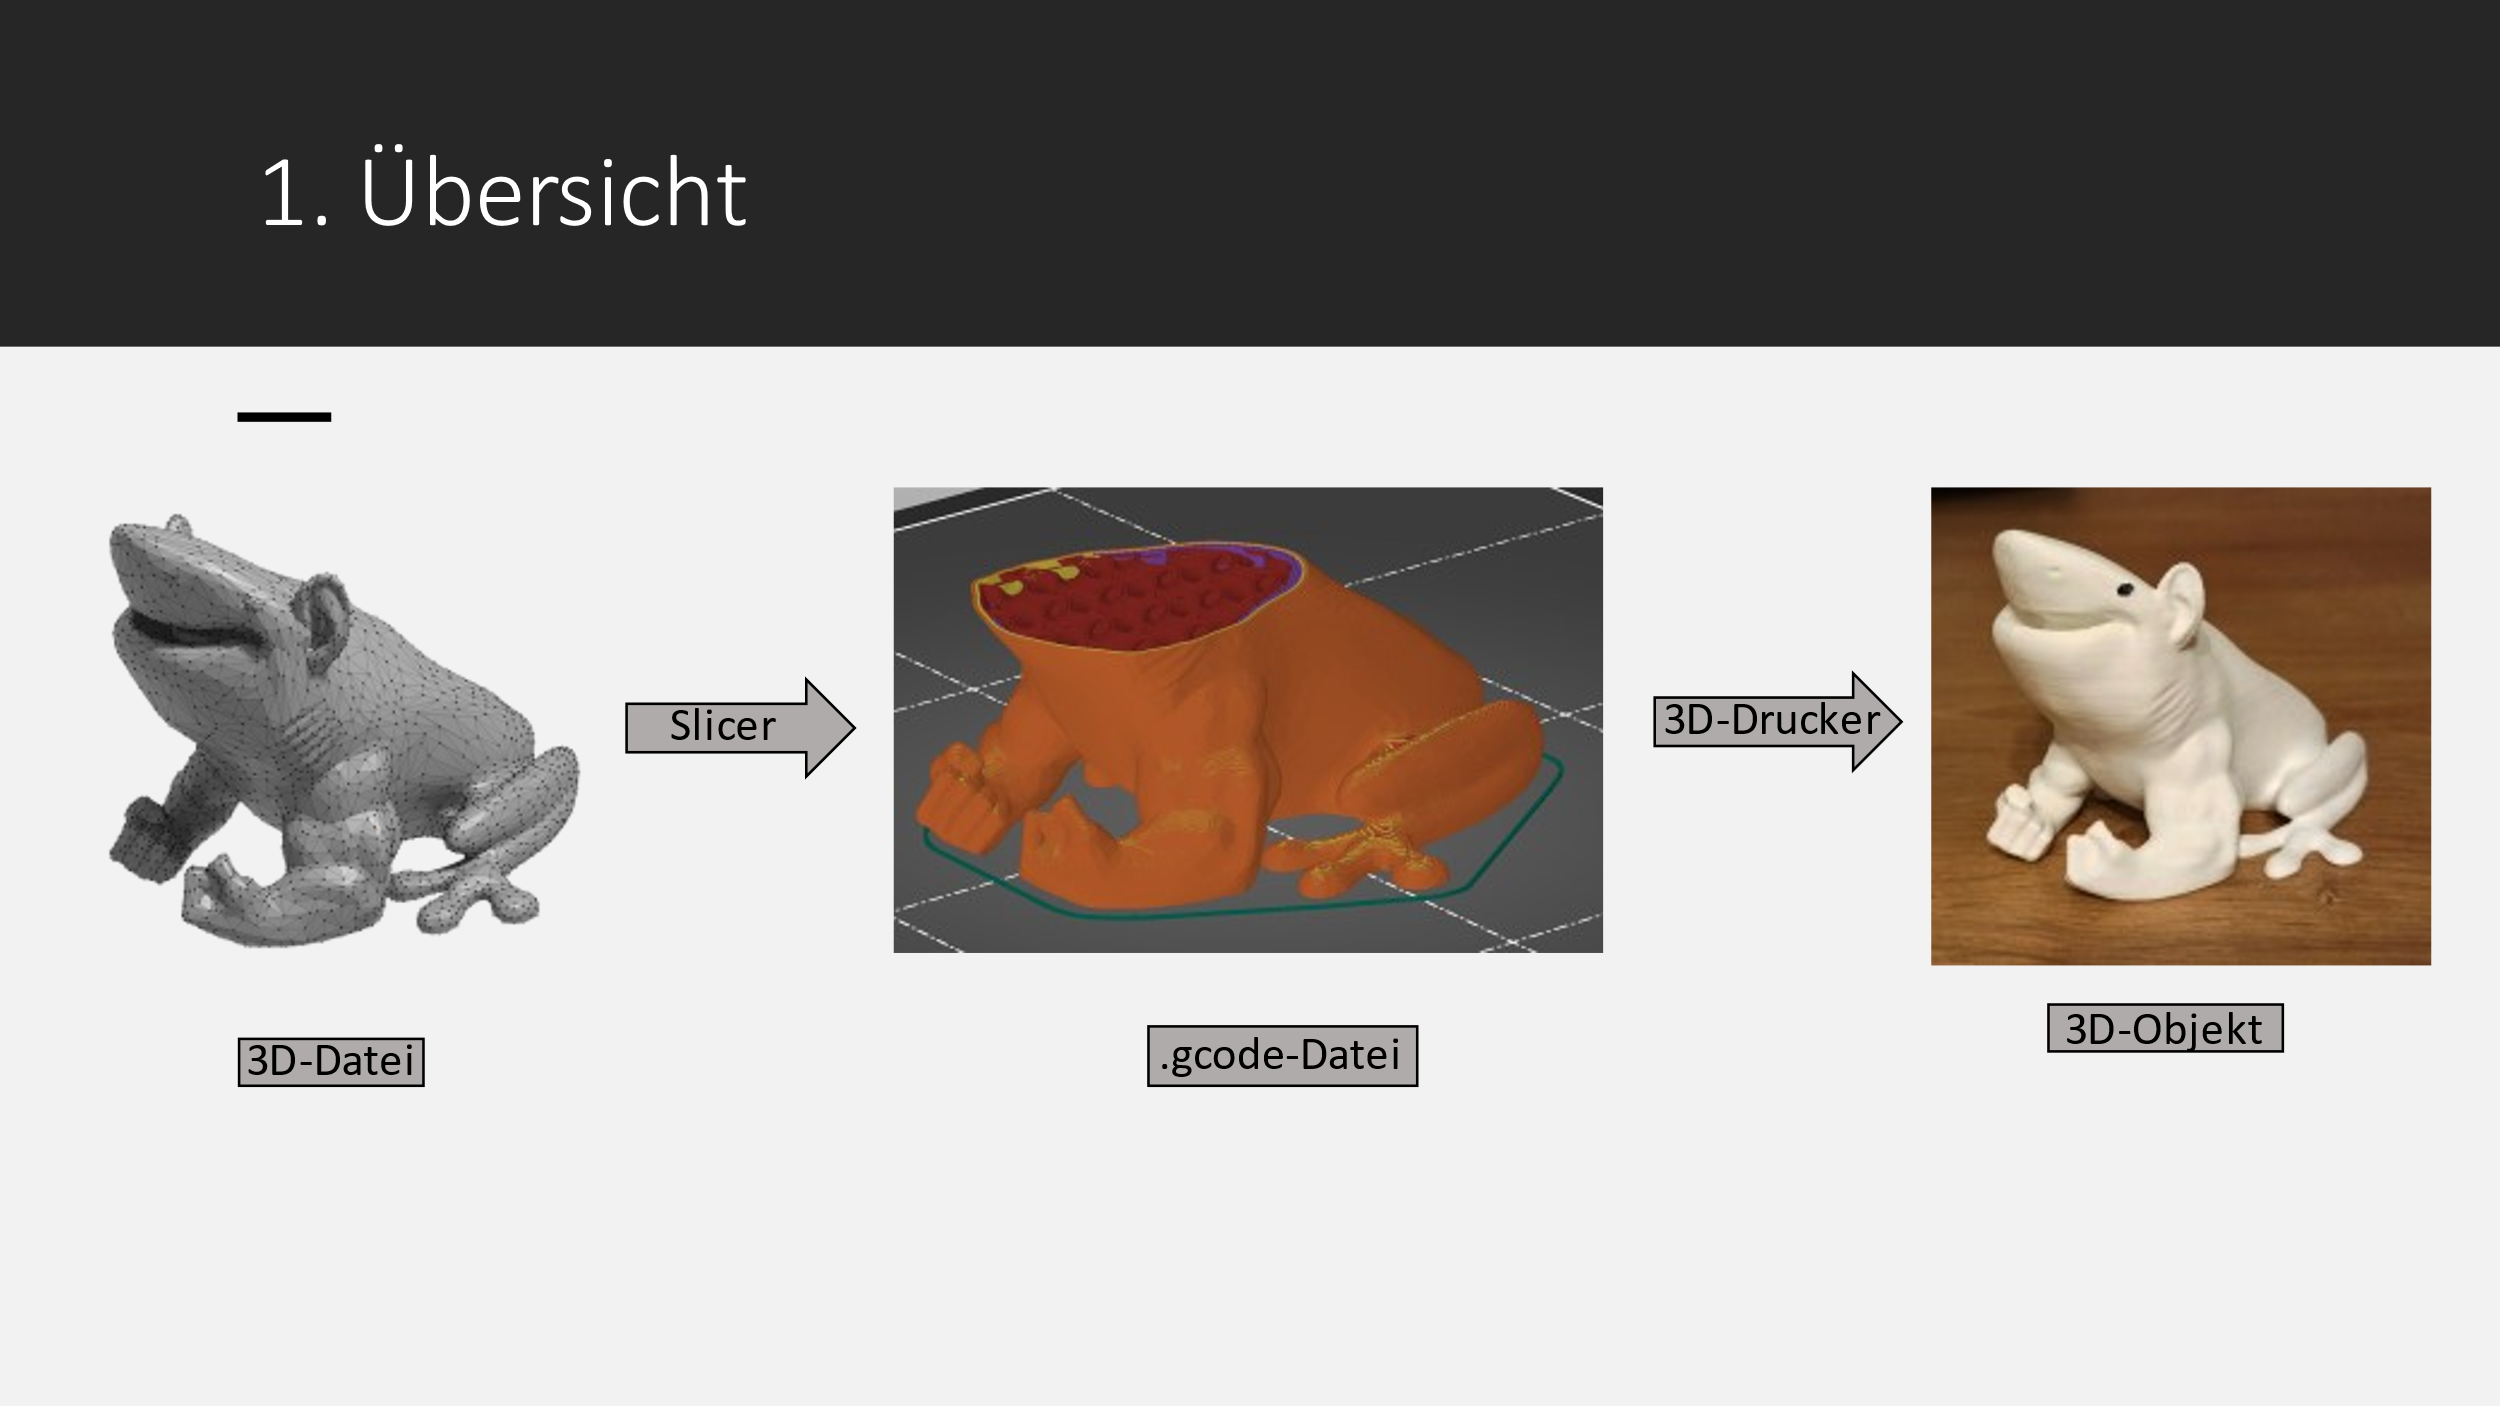 1. Übersicht
Slicer
3D-Drucker
3D-Datei
.gcode-Datei
3D-Objekt